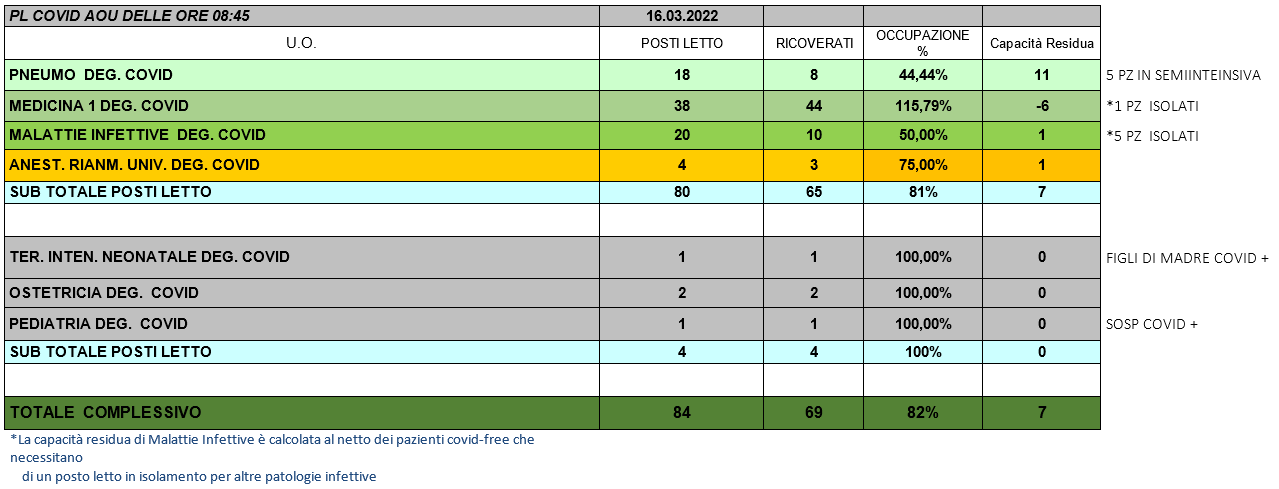 PL COVID AOU DELLE ORE 08:45 16.03.2022
U.O. POSTI LETTO RICOVERATI OCCUPAZIONE % Capacità Residua
PNEUMO DEG. COVID 18 8 44,44% 11 5 PZ IN SEMIINTEINSIVA
MEDICINA 1 DEG. COVID 38 44 115,79% -6 *1 PZ ISOLATI
MALATTIE INFETTIVE DEG. COVID 20 10 50,00% 1 *5 PZ ISOLATI
ANEST. RIANM. UNIV. DEG. COVID 4 3 75,00% 1
SUB TOTALE POSTI LETTO 80 65 81% 7
TER. INTEN. NEONATALE DEG. COVID 1 1 100,00% 0 FIGLI DI MADRE COVID +
OSTETRICIA DEG. COVID 2 2 100,00% 0
PEDIATRIA DEG. COVID 1 1 100,00% 0 SOSP COVID +
SUB TOTALE POSTI LETTO 4 4 100% 0
TOTALE COMPLESSIVO 84 69 82% 7
*La capacità residua di Malattie Infettive è calcolata al netto dei pazienti covid-free che
necessitano
di un posto letto in isolamento per altre patologie infettive